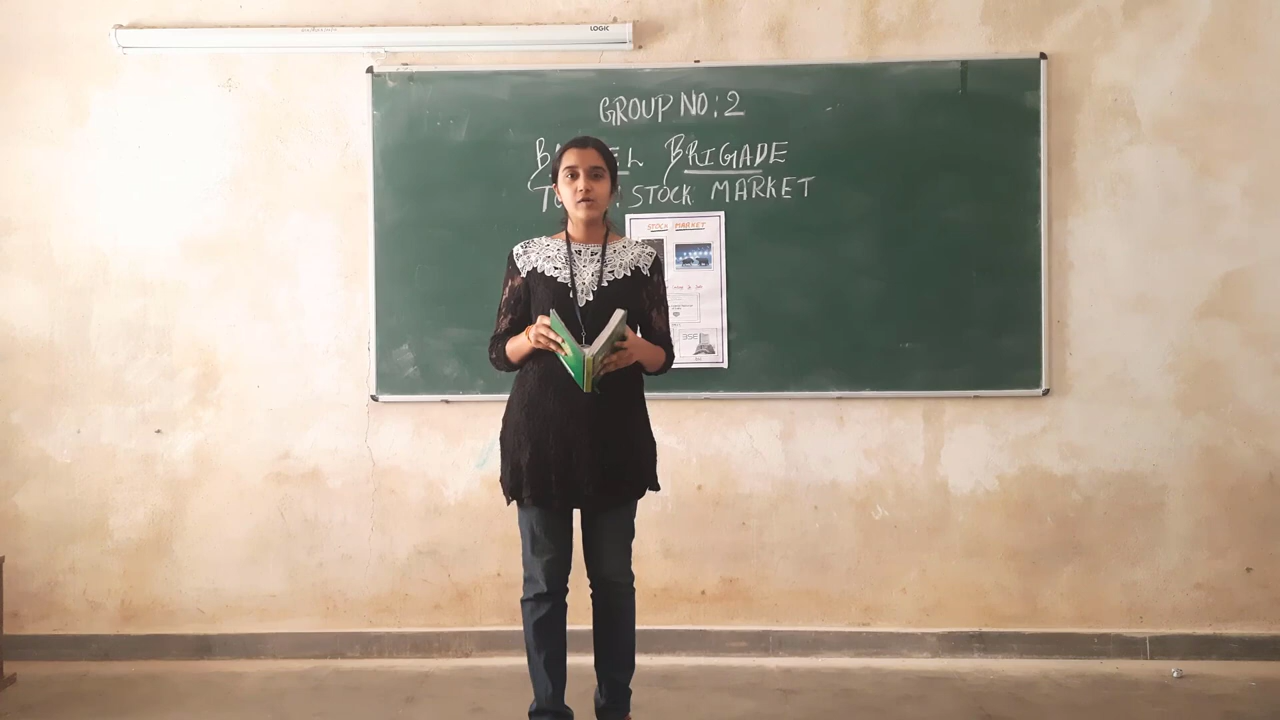 LOGIC
GROUP NO: 2
BRIGADE
STOCK MARKET
STOCK MARKET
BSE